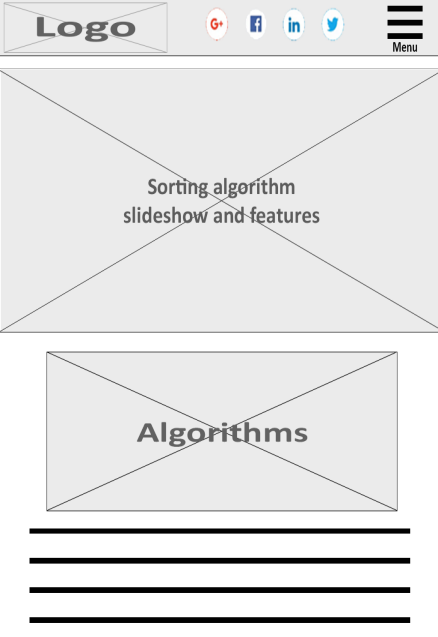 Logo
G+
f
in
Menu
Sorting algorithm
slideshow and features
Algorithms